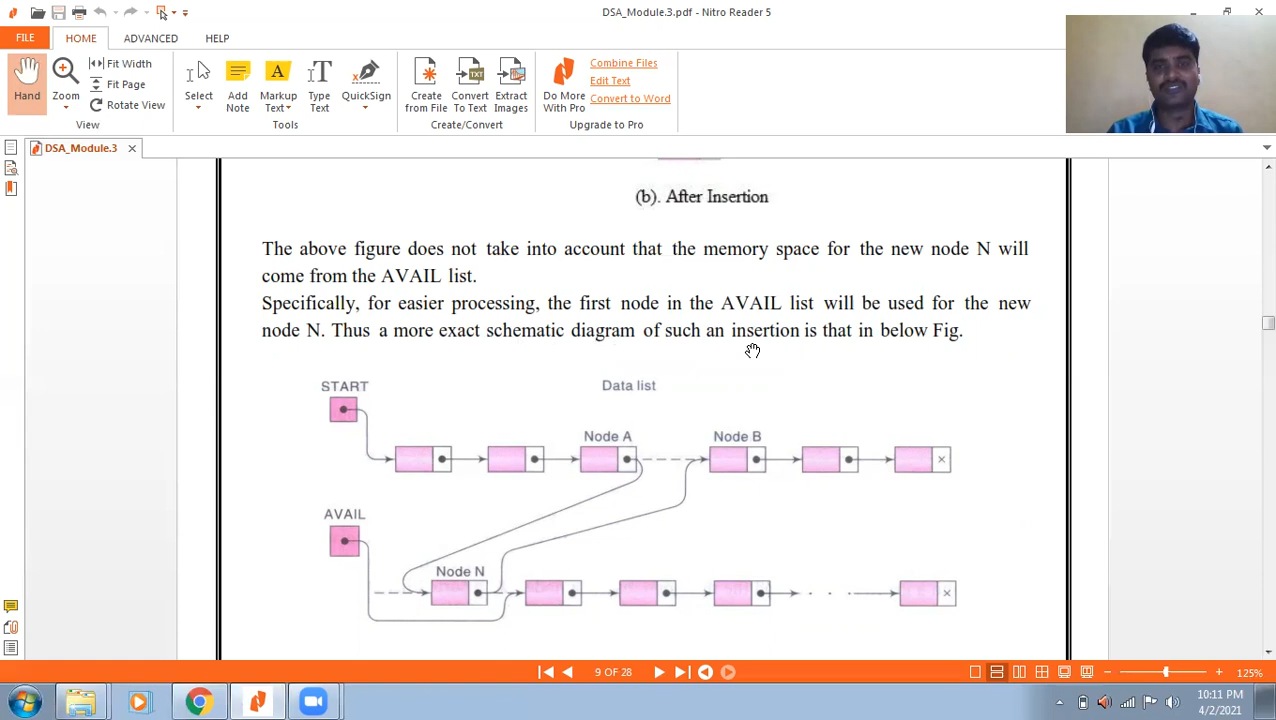 DSA_Module.3.pdf - Nitro Reader 5
FILE
HOME
ADVANCED
HELP
Hand
Zoom
Fit Width
Fit Page
Rotate View
View
Select
Add Note
Markup Text
Type Text
QuickSign
Tools
Create from File
Convert To Text
Extract Images
Create/Convert
Do More With Pro
Combine Files
Edit Text
Convert to Word
Upgrade to Pro
DSA_Module.3
(b). After Insertion
The above figure does not take into account that the memory space for the new node N will
come from the AVAIL list.
Specifically, for easier processing, the first node in the AVAIL list will be used for the new
node N. Thus a more exact schematic diagram of such an insertion is that in below Fig.
START
Data list
Node A
Node B
AVAIL
Node N
9 OF 28
125%
10:11 PM
4/2/2021